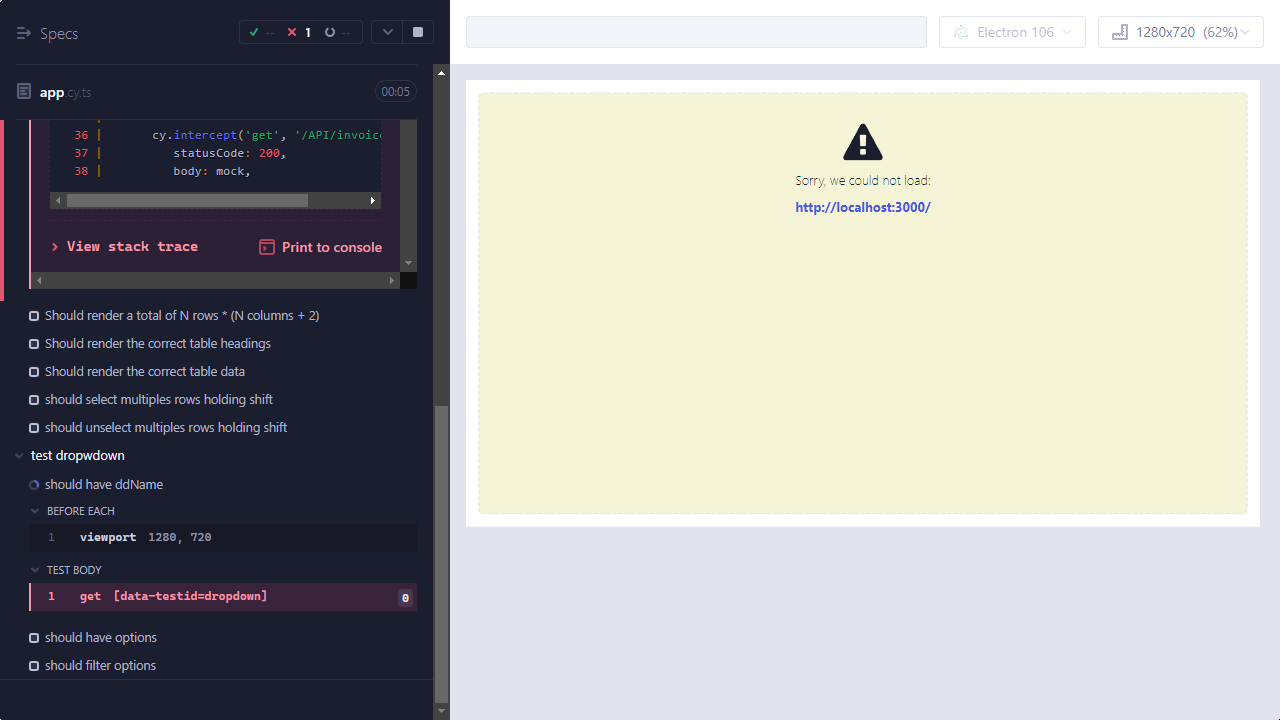 Specs
-- 1 --
Electron 106
1280x720 (62%)
app.cy.ts
00:05
36 | cy.intercept('get', '/API/invoice
37 | statusCode: 200,
38 | body: mock,
> View stack trace
Print to console
Should render a total of N rows * (N columns + 2)
Should render the correct table headings
Should render the correct table data
should select multiples rows holding shift
should unselect multiples rows holding shift
test dropwdown
should have ddName
BEFORE EACH
1 viewport 1280, 720
TEST BODY
1 get [data-testid=dropdown] 0
should have options
should filter options
Sorry, we could not load:
http://localhost:3000/